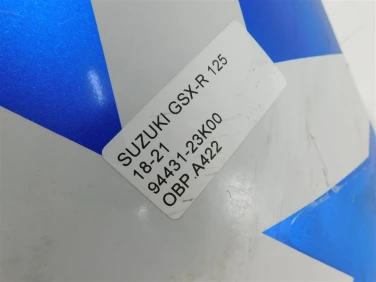 SUZUKI GSX-R 125
18-21
94431-23K00
OBP.A422